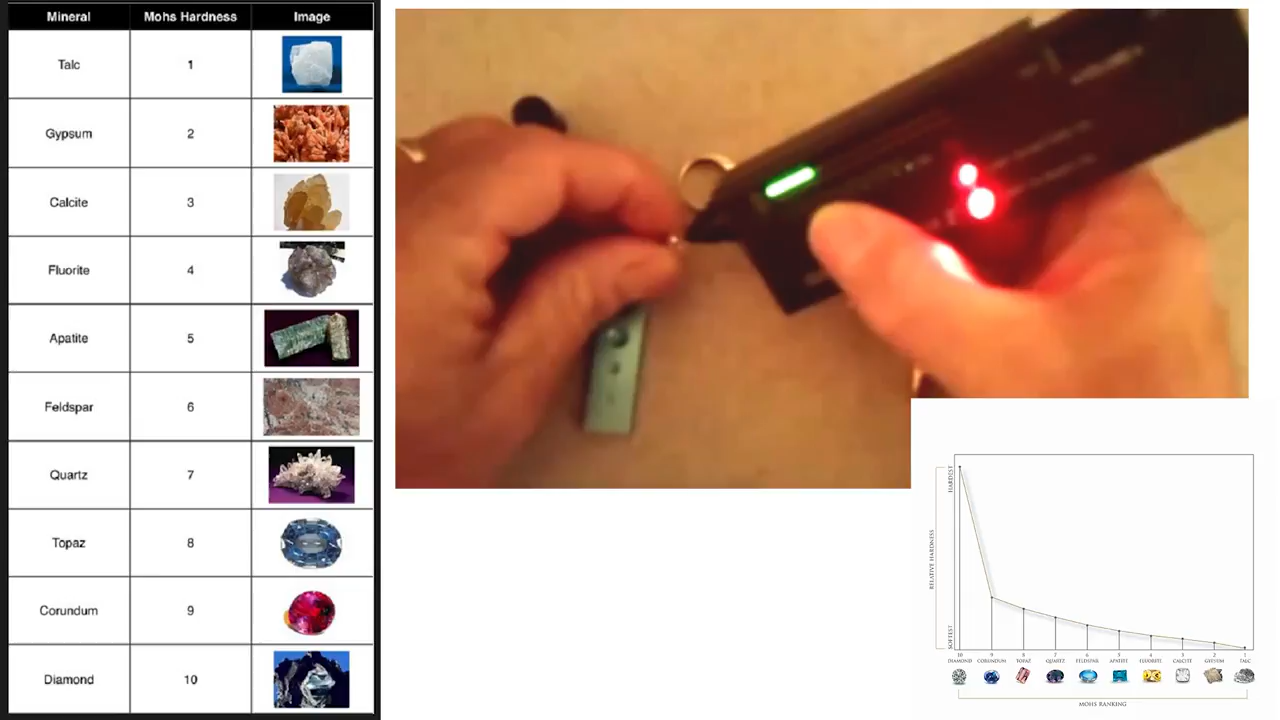 Mineral Mohs Hardness Image
Talc 1
Gypsum 2
Calcite 3
Fluorite 4
Apatite 5
Feldspar 6
Quartz 7
Topaz 8
Corundum 9
Diamond 10
HARDEST
RELATIVE HARDNESS
SOFTEST
10 9 8 7 6 5 4 3 2 1
DIAMOND CORUNDUM TOPAZ QUARTZ FELDSPAR APATITE FLUORITE CALCITE GYPSUM TALC
MOHS RANKING